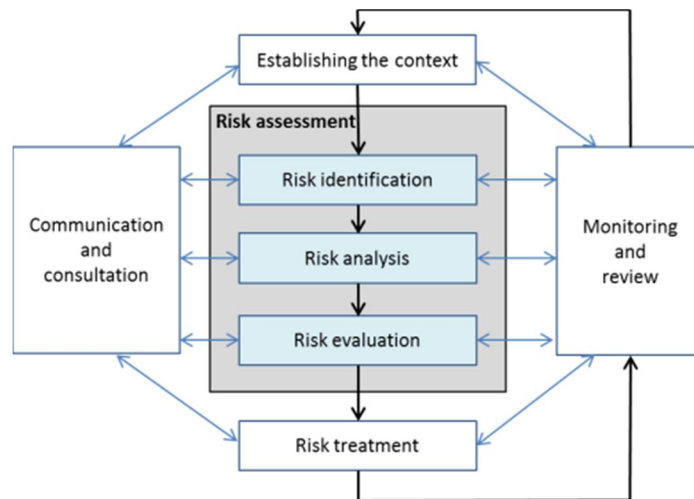 Establishing the context
Risk assessment
Risk identification
Communication
and
consultation
Risk analysis
Monitoring
and
review
Risk evaluation
Risk treatment